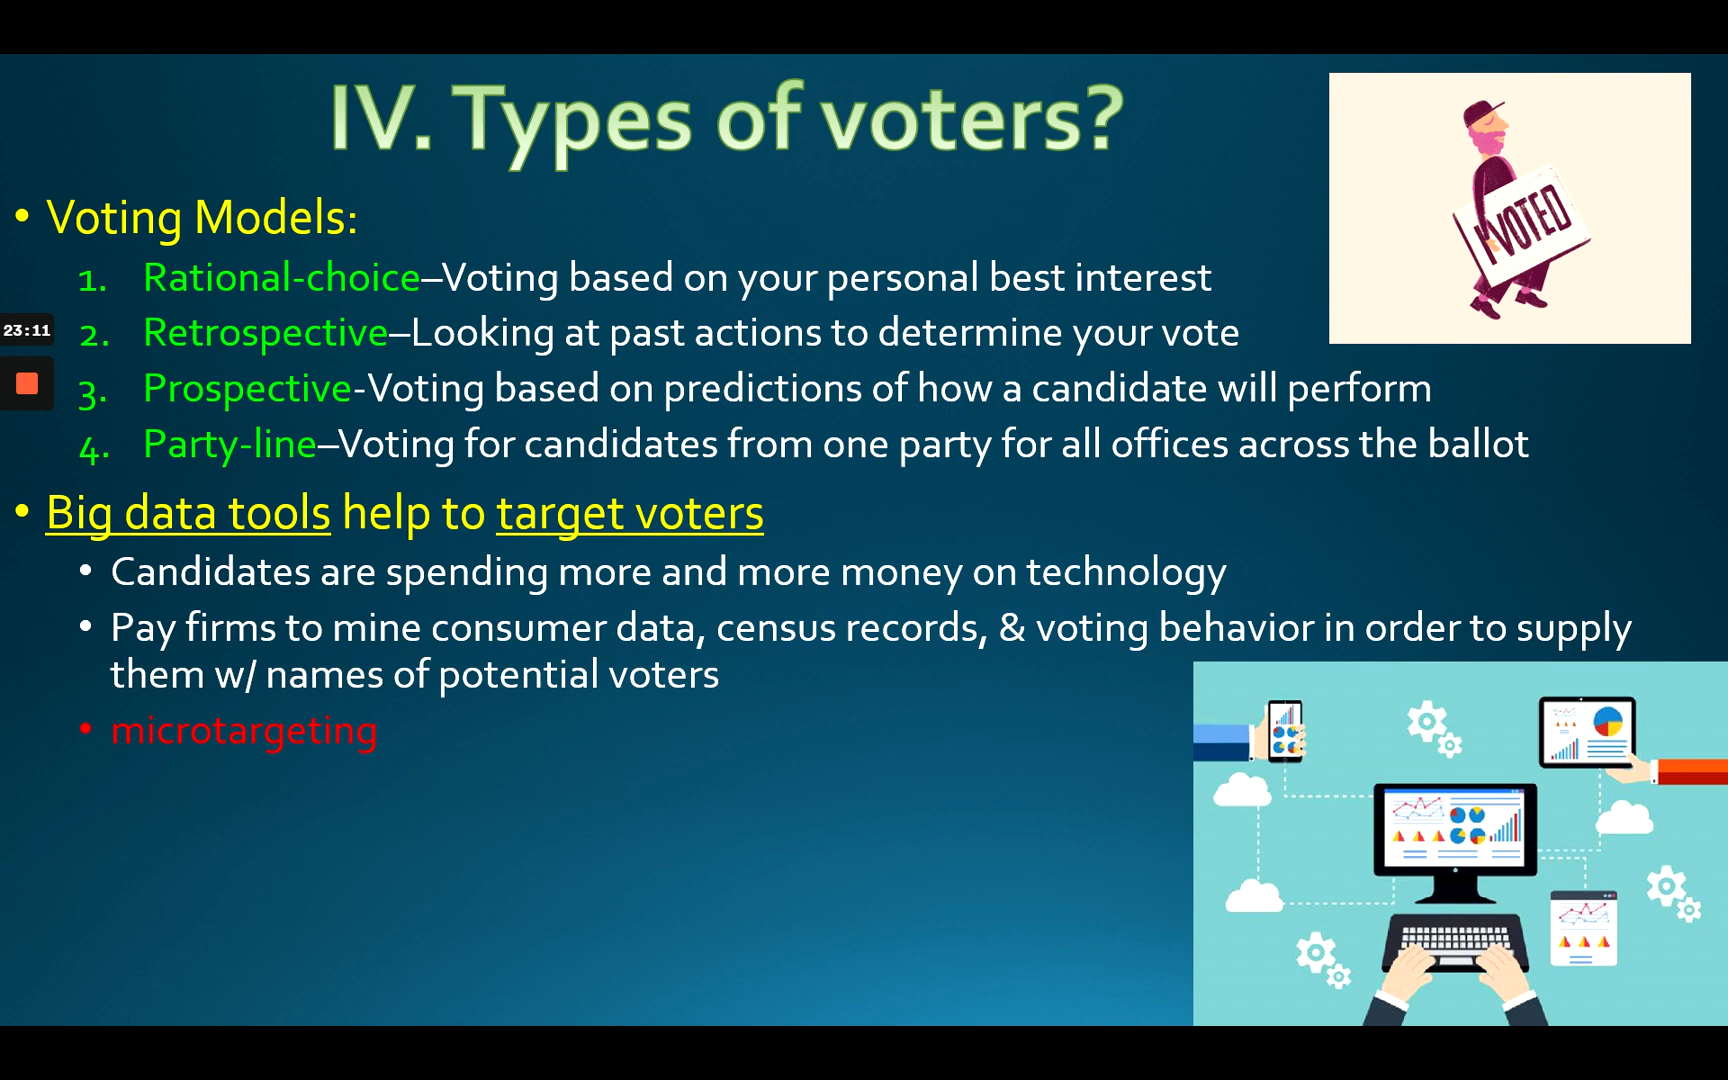 IV. Types of voters?
I VOTED
• Voting Models:
1. Rational-choice–Voting based on your personal best interest
23:11
2. Retrospective–Looking at past actions to determine your vote
3. Prospective-Voting based on predictions of how a candidate will perform
4. Party-line–Voting for candidates from one party for all offices across the ballot
• Big data tools help to target voters
• Candidates are spending more and more money on technology
• Pay firms to mine consumer data, census records, & voting behavior in order to supply
them w/ names of potential voters
• microtargeting